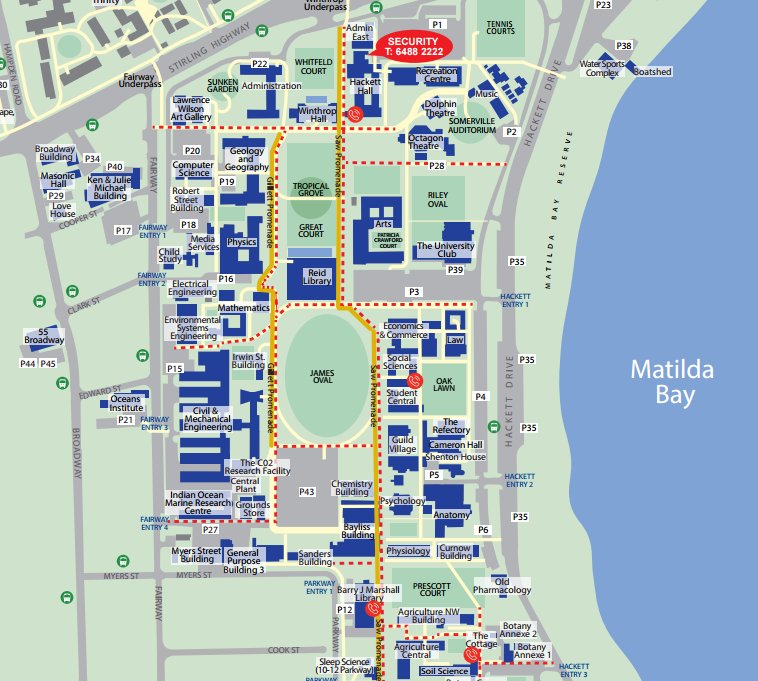 Trinity
Winthrop
Underpass
P23
HAMPDEN ROAD
STIRLING HIGHWAY
Admin
East
P1
TENNIS
COURTS
SECURITY
T: 6488 2222
P38
Water Sports
Complex
Boatshed
P22
WHITFELD
COURT
Fairway
Underpass
SUNKEN
GARDEN
Administration
Hackett
Hall
Recreation
Centre
Music
HACKETT DRIVE
Lawrence
Wilson
Art Gallery
Winthrop
Hall
Dolphin
Theatre
SOMERVILLE
AUDITORIUM
P2
Octagon
Theatre
P28
Broadway
Building
P34
P40
Masonic
Hall
Ken & Julie
Michael
Building
P29
Love
House
COOPER ST
P17
FAIRWAY
P20
Computer
Science
Geology
and
Geography
P19
Robert
Street
Building
P18
Media
Services
Physics
FAIRWAY
ENTRY 1
Child
Study
Gillett Promenade
TROPICAL
GROVE
GREAT
COURT
Saw Promenade
RILEY
OVAL
Arts
PATRICIA
CRAWFORD
COURT
The University
Club
P39
P35
MATILDA BAY RESERVE
FAIRWAY
ENTRY 2
P16
Reid
Library
Electrical
Engineering
P3
HACKETT
ENTRY 1
CLARK ST
Mathematics
Environmental
Systems
Engineering
55
Broadway
P44
P45
Economics
& Commerce
Law
Social
Sciences
P15
Irwin St.
Building
JAMES
OVAL
Student
Central
OAK
LAWN
P35
HACKETT DRIVE
Matilda
Bay
P4
EDWARD ST
Oceans
Institute
P21
FAIRWAY
ENTRY 3
Civil &
Mechanical
Engineering
Gillett Promenade
Saw Promenade
The
Refectory
P35
Guild
Village
Cameron Hall
Shenton House
BROADWAY
The C02
Research Facility
Central
Plant
P5
HACKETT
ENTRY 2
P43
Chemistry
Building
Indian Ocean
Marine Research
Centre
Grounds
Store
Psychology
Anatomy
P35
FAIRWAY
ENTRY 4
P27
Bayliss
Building
P6
Myers Street
Building
General
Purpose
Building 3
Sanders
Building
Physiology
Curnow
Building
MYERS ST
MYERS ST
PARKWAY
ENTRY 1
Barry J Marshall
Library
PRESCOTT
COURT
Old
Pharmacology
P12
FAIRWAY
PARKWAY
Saw Promenade
Agriculture NW
Building
The
Cottage
Botany
Annexe 2
Botany
Annexe 1
COOK ST
Agriculture
Central
Sleep Science
(10-12 Parkway)
Soil Science
HACKETT
ENTRY 3
PARKWAY